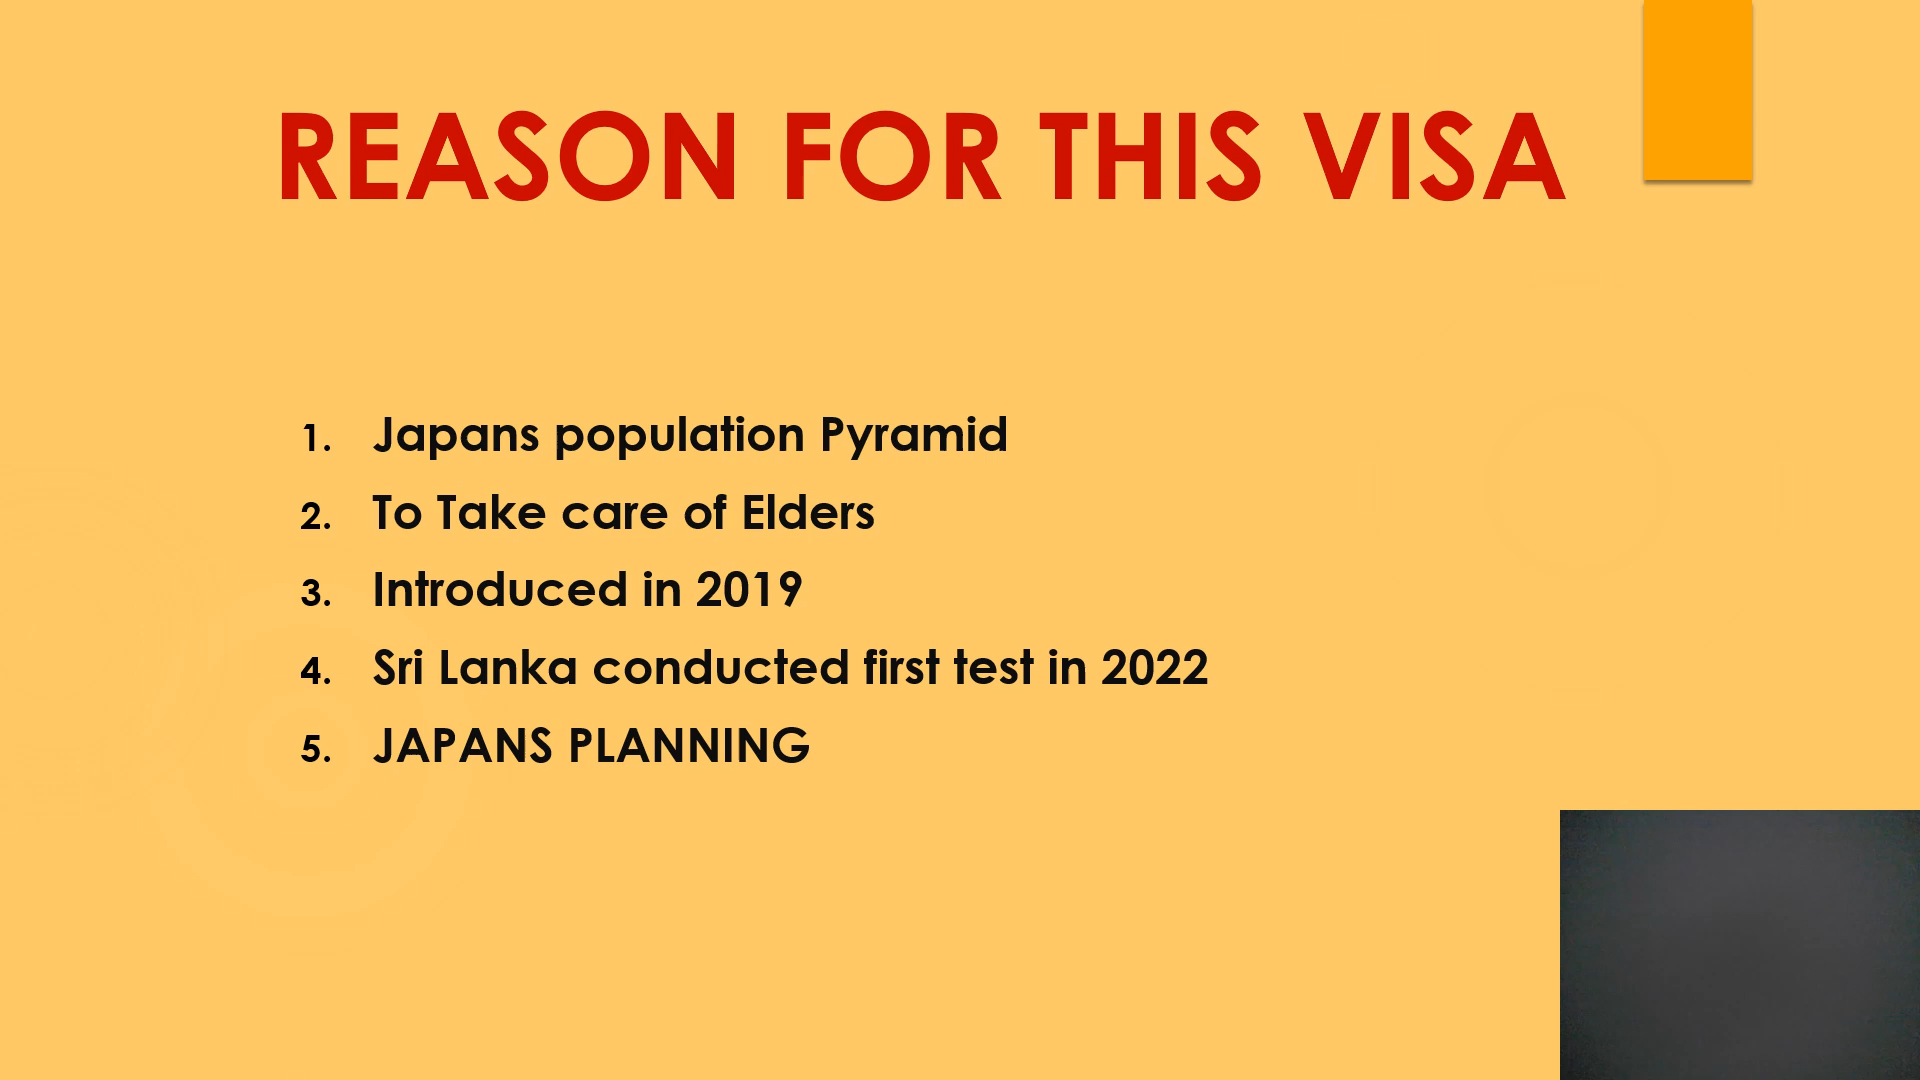 REASON FOR THIS VISA
1. Japans population Pyramid
2. To Take care of Elders
3. Introduced in 2019
4. Sri Lanka conducted first test in 2022
5. JAPANS PLANNING